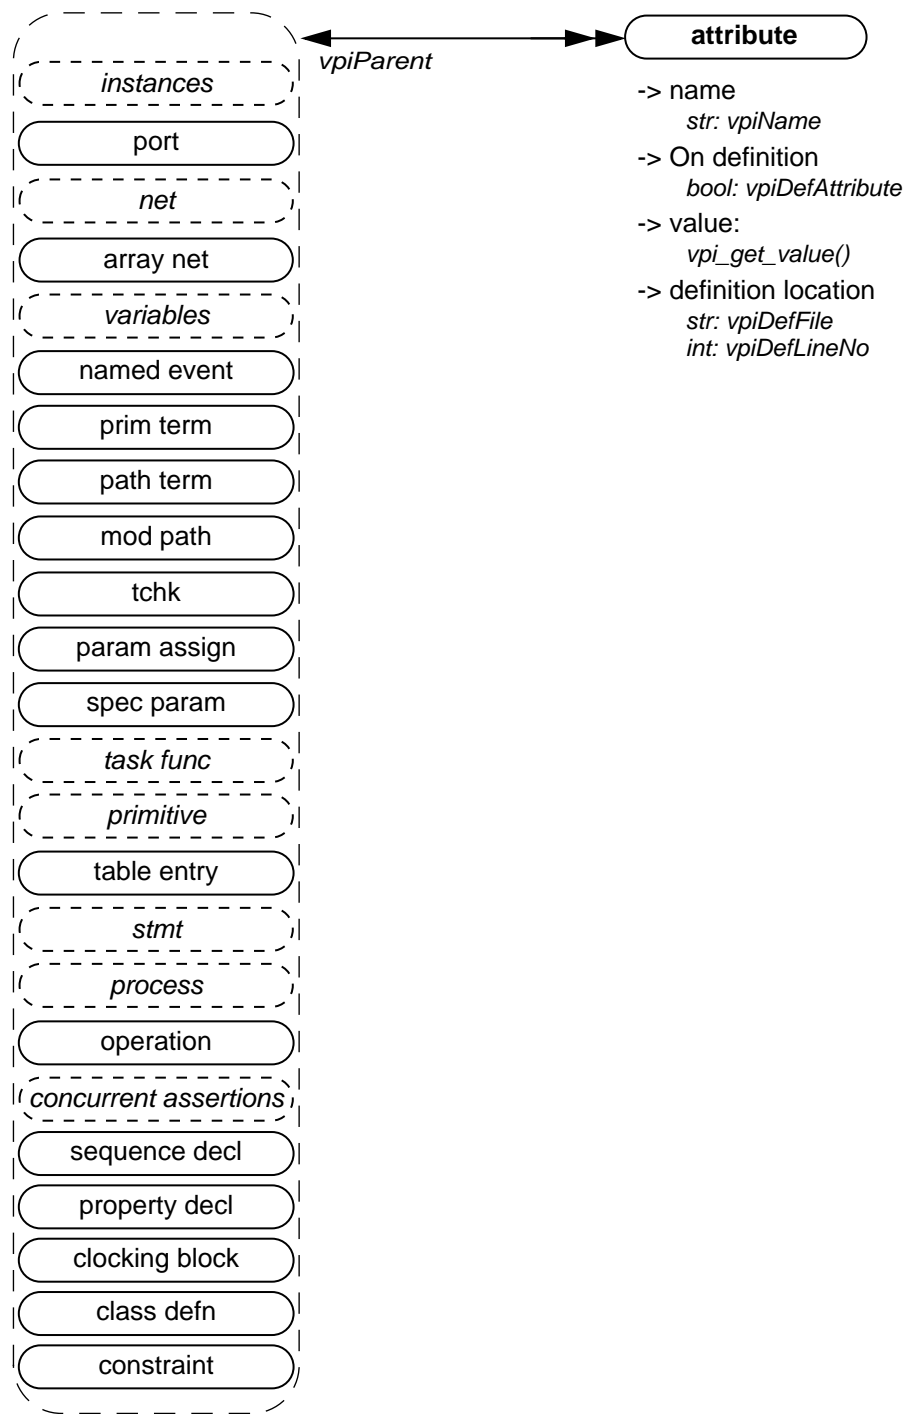 attribute
vpiParent
instances
port
net
array net
variables
named event
prim term
path term
mod path
tchk
param assign
spec param
task func
primitive
table entry
stmt
process
operation
concurrent assertions
sequence decl
property decl
clocking block
class defn
constraint
-> name
str: vpiName
-> On definition
bool: vpiDefAttribute
-> value:
vpi_get_value()
-> definition location
str: vpiDefFile
int: vpiDefLineNo